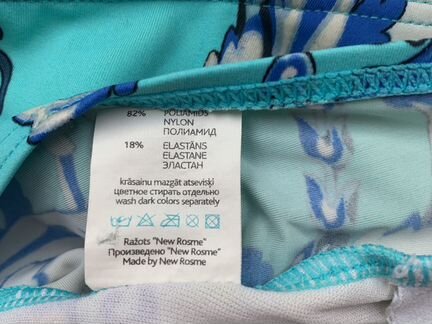 82% POLIAMĪDS
NYLON
ПОЛИАМИД
18% ELASTĀNS
ELASTANE
ЭЛАСТАН
krāsainu mazgāt atsevišķi
цветное стирать отдельно
wash dark colors separately
Ražots "New Rosme"
Произведено "New Rosme"
Made by New Rosme